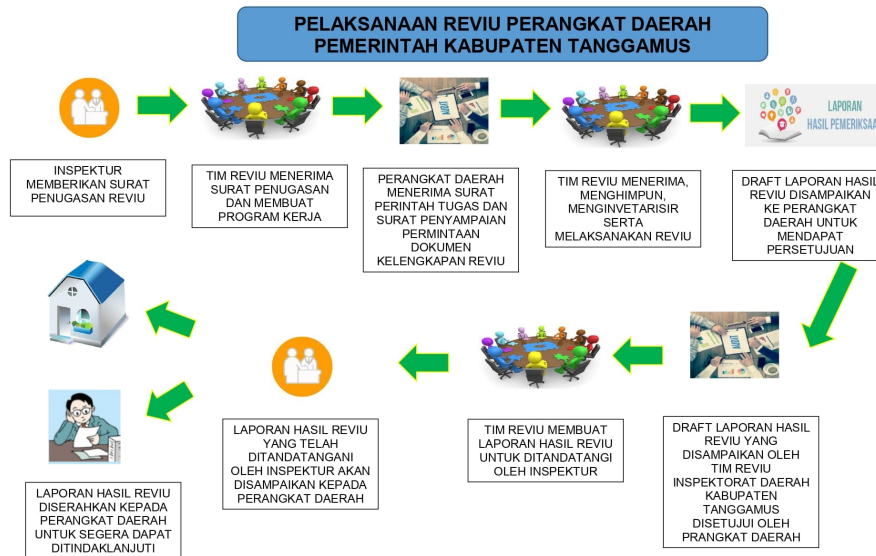 PELAKSANAAN REVIU PERANGKAT DAERAH
PEMERINTAH KABUPATEN TANGGAMUS
INSPEKTUR
MEMBERIKAN SURAT
PENUGASAN REVIU
TIM REVIU MENERIMA
SURAT PENUGASAN
DAN MEMBUAT
PROGRAM KERJA
AUDIT
PERANGKAT DAERAH
MENERIMA SURAT
PERINTAH TUGAS DAN
SURAT PENYAMPAIAN
PERMINTAAN
DOKUMEN
KELENGKAPAN REVIU
TIM REVIU MENERIMA,
MENGHIMPUN,
MENGINVETARISIR
SERTA
MELAKSANAKAN REVIU
LAPORAN
HASIL PEMERIKSAA
DRAFT LAPORAN HASIL
REVIU DISAMPAIKAN
KE PERANGKAT
DAERAH UNTUK
MENDAPAT
PERSETUJUAN
AUDIT
DRAFT LAPORAN HASIL
REVIU YANG
DISAMPAIKAN OLEH
TIM REVIU
INSPEKTORAT DAERAH
KABUPATEN
TANGGAMUS
DISETUJUI OLEH
PRANGKAT DAERAH
TIM REVIU MEMBUAT
LAPORAN HASIL REVIU
UNTUK DITANDATANGI
OLEH INSPEKTUR
LAPORAN HASIL REVIU
YANG TELAH
DITANDATANGANI
OLEH INSPEKTUR AKAN
DISAMPAIKAN KEPADA
PERANGKAT DAERAH
LAPORAN HASIL REVIU
DISERAHKAN KEPADA
PERANGKAT DAERAH
UNTUK SEGERA DAPAT
DITINDAKLANJUTI